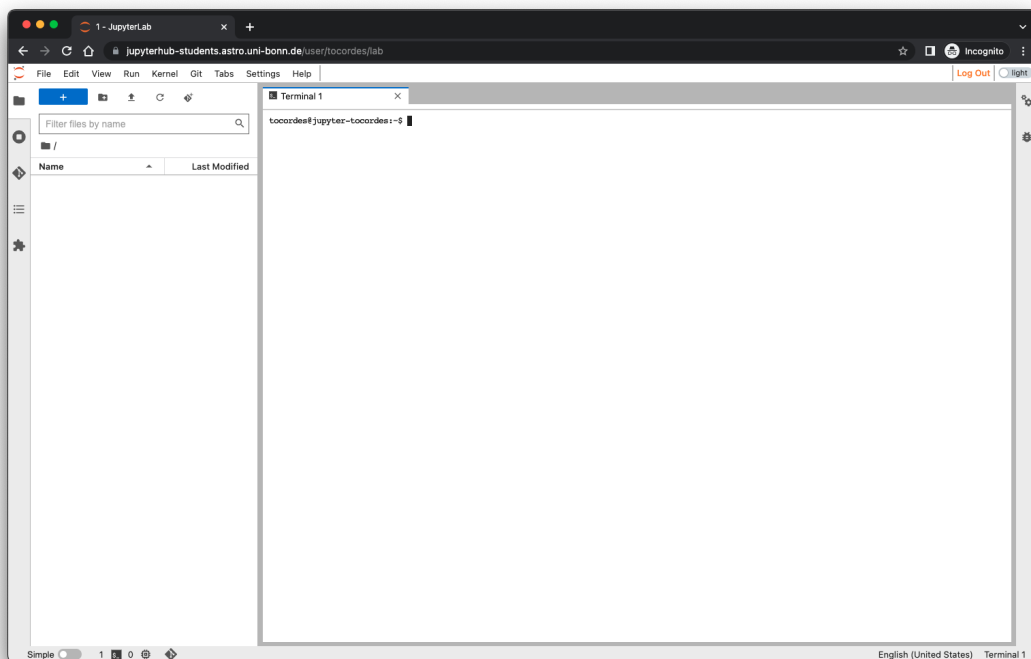 1 - JupyterLab
jupyterhub-students.astro.uni-bonn.de/user/tocordes/lab
Incognito
File Edit View Run Kernel Git Tabs Settings Help
Log Out
light
Terminal 1
Filter files by name
/
Name
Last Modified
tocordes@jupyter-tocordes:~$
Simple
1
0
English (United States)
Terminal 1